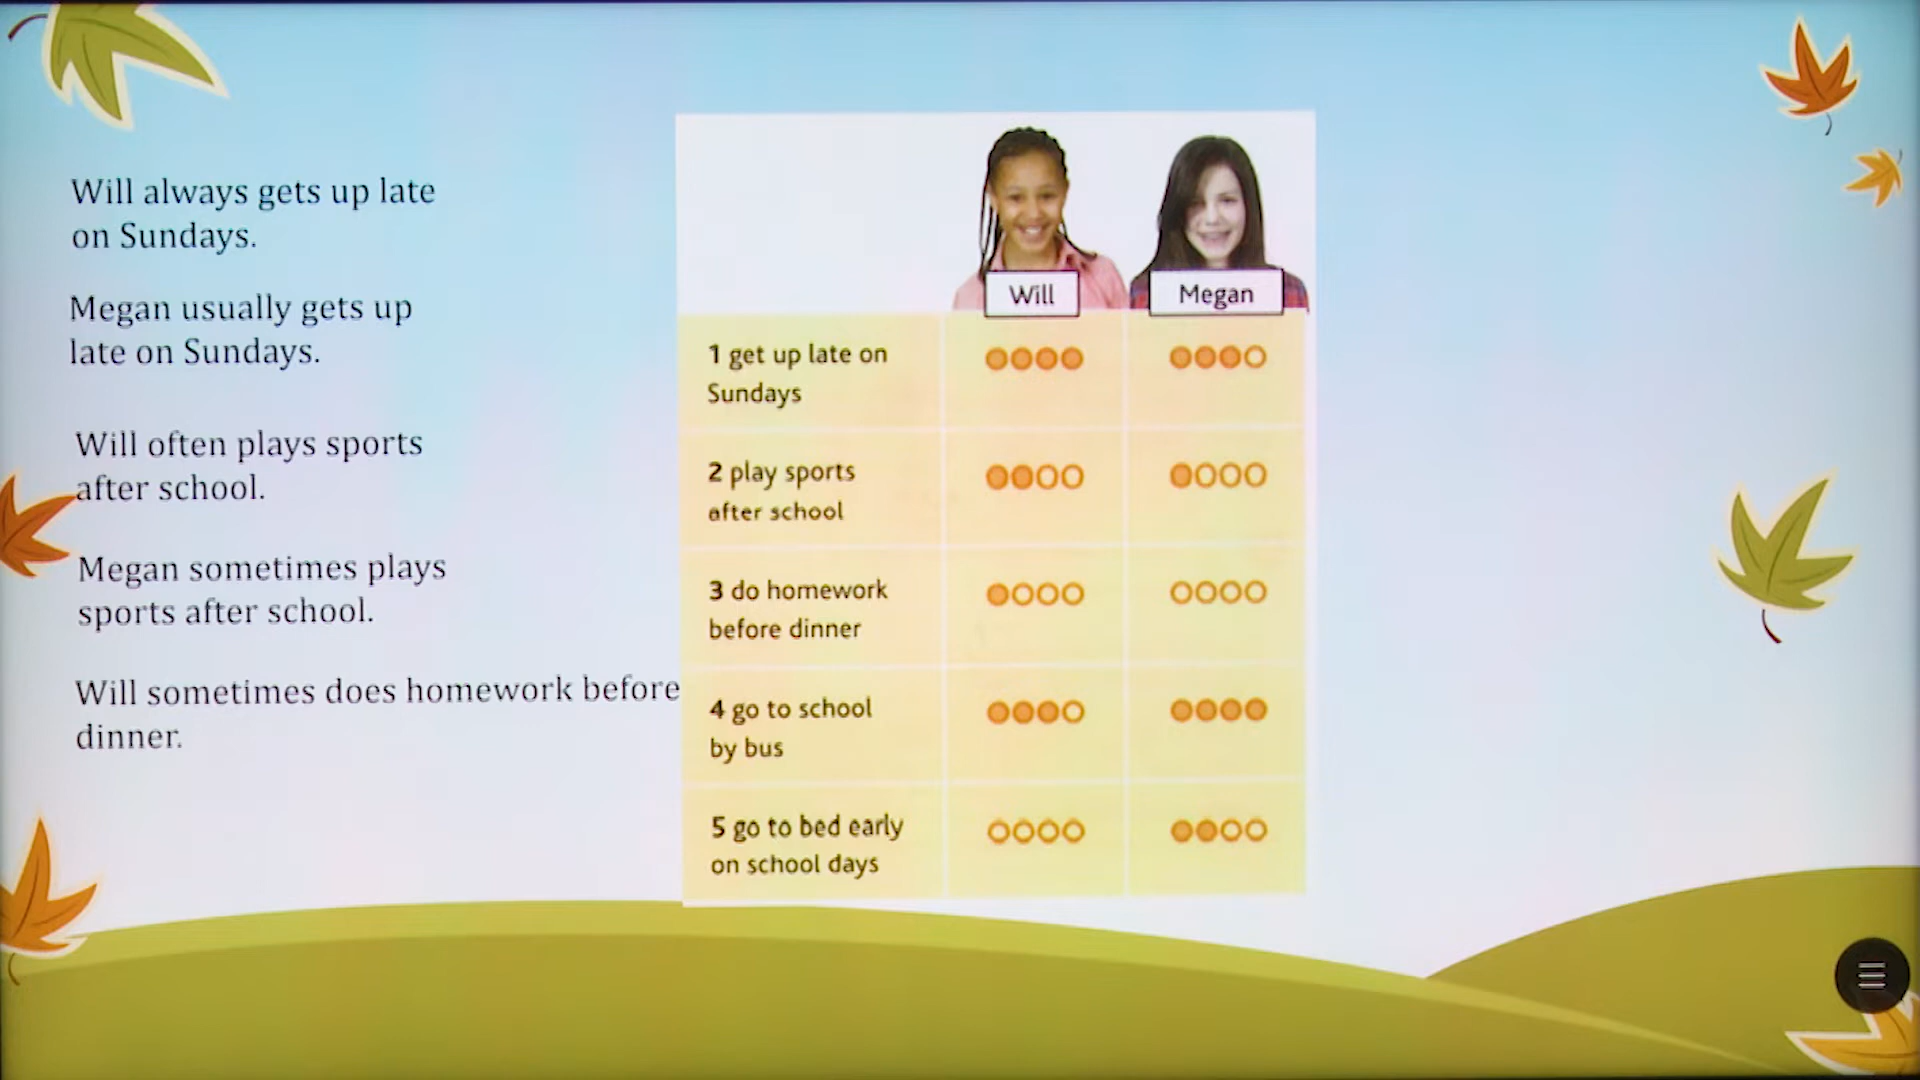 Will always gets up late
on Sundays.
Megan usually gets up
late on Sundays.
Will often plays sports
after school.
Megan sometimes plays
sports after school.
Will sometimes does homework before
dinner.
Will
Megan
1 get up late on
Sundays
2 play sports
after school
3 do homework
before dinner
4 go to school
by bus
5 go to bed early
on school days